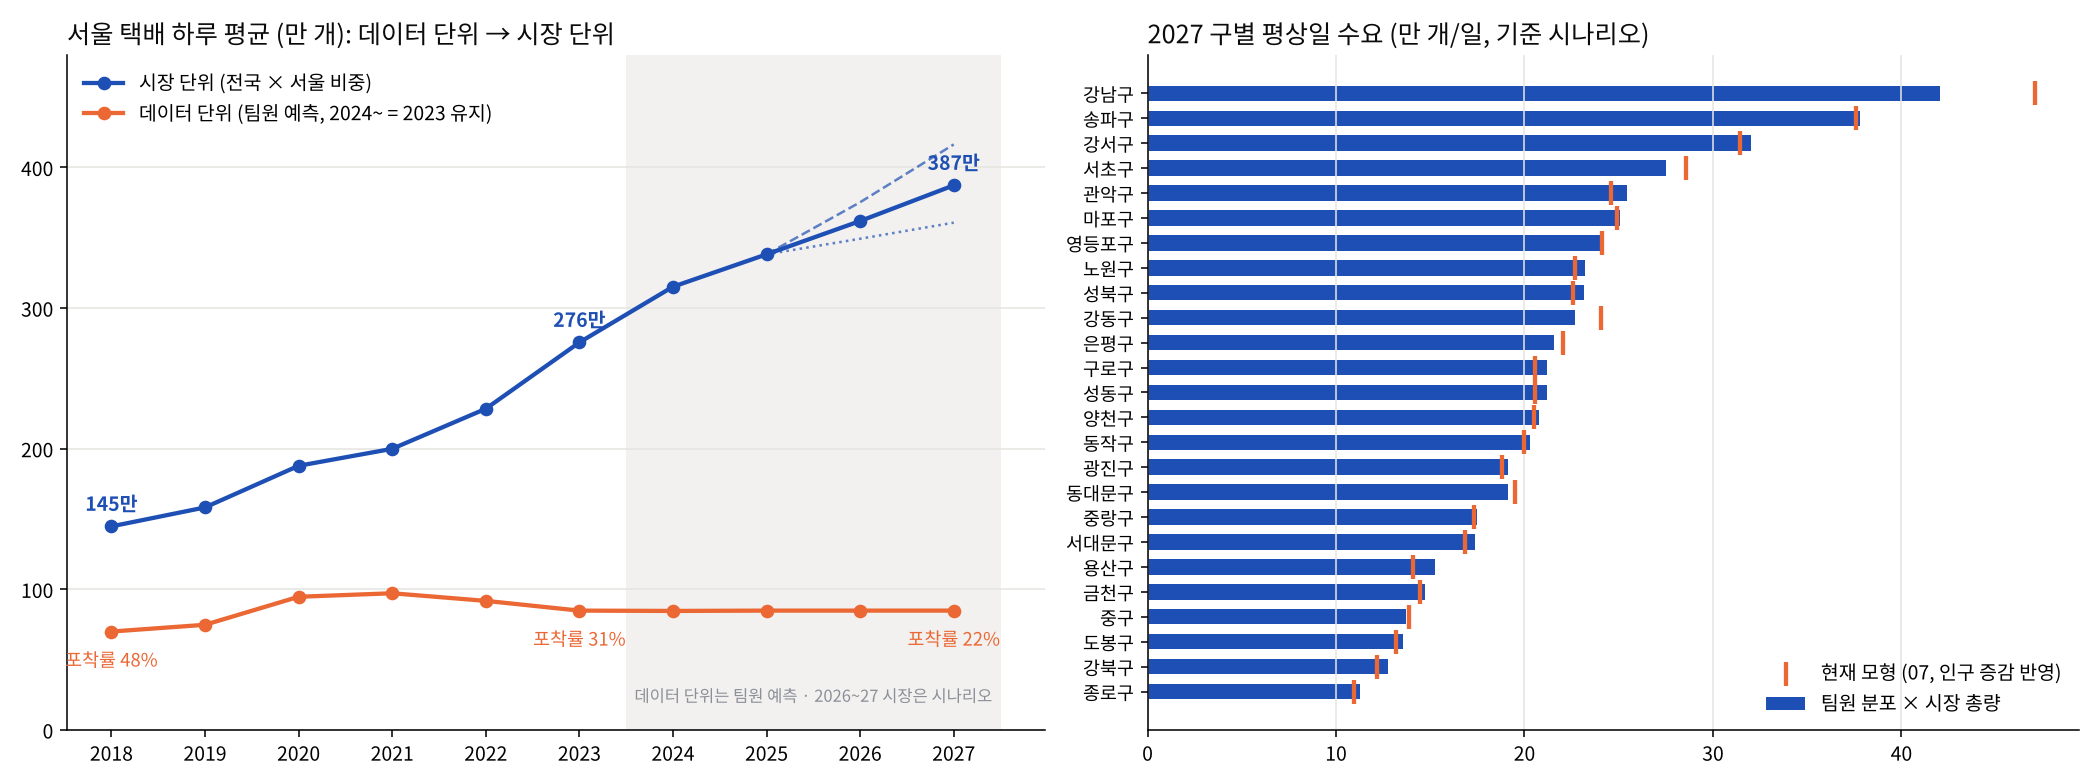 서울 택배 하루 평균 (만 개): 데이터 단위 → 시장 단위
시장 단위 (전국 × 서울 비중)
데이터 단위 (팀원 예측, 2024~ = 2023 유지)
400
300
200
100
0
145만
276만
387만
포착률 48%
포착률 31%
포착률 22%
데이터 단위는 팀원 예측 · 2026~27 시장은 시나리오
2018 2019 2020 2021 2022 2023 2024 2025 2026 2027
2027 구별 평상일 수요 (만 개/일, 기준 시나리오)
강남구
송파구
강서구
서초구
관악구
마포구
영등포구
노원구
성북구
강동구
은평구
구로구
성동구
양천구
동작구
광진구
동대문구
중랑구
서대문구
용산구
금천구
중구
도봉구
강북구
종로구
현재 모형 (07, 인구 증감 반영)
팀원 분포 × 시장 총량
0 10 20 30 40